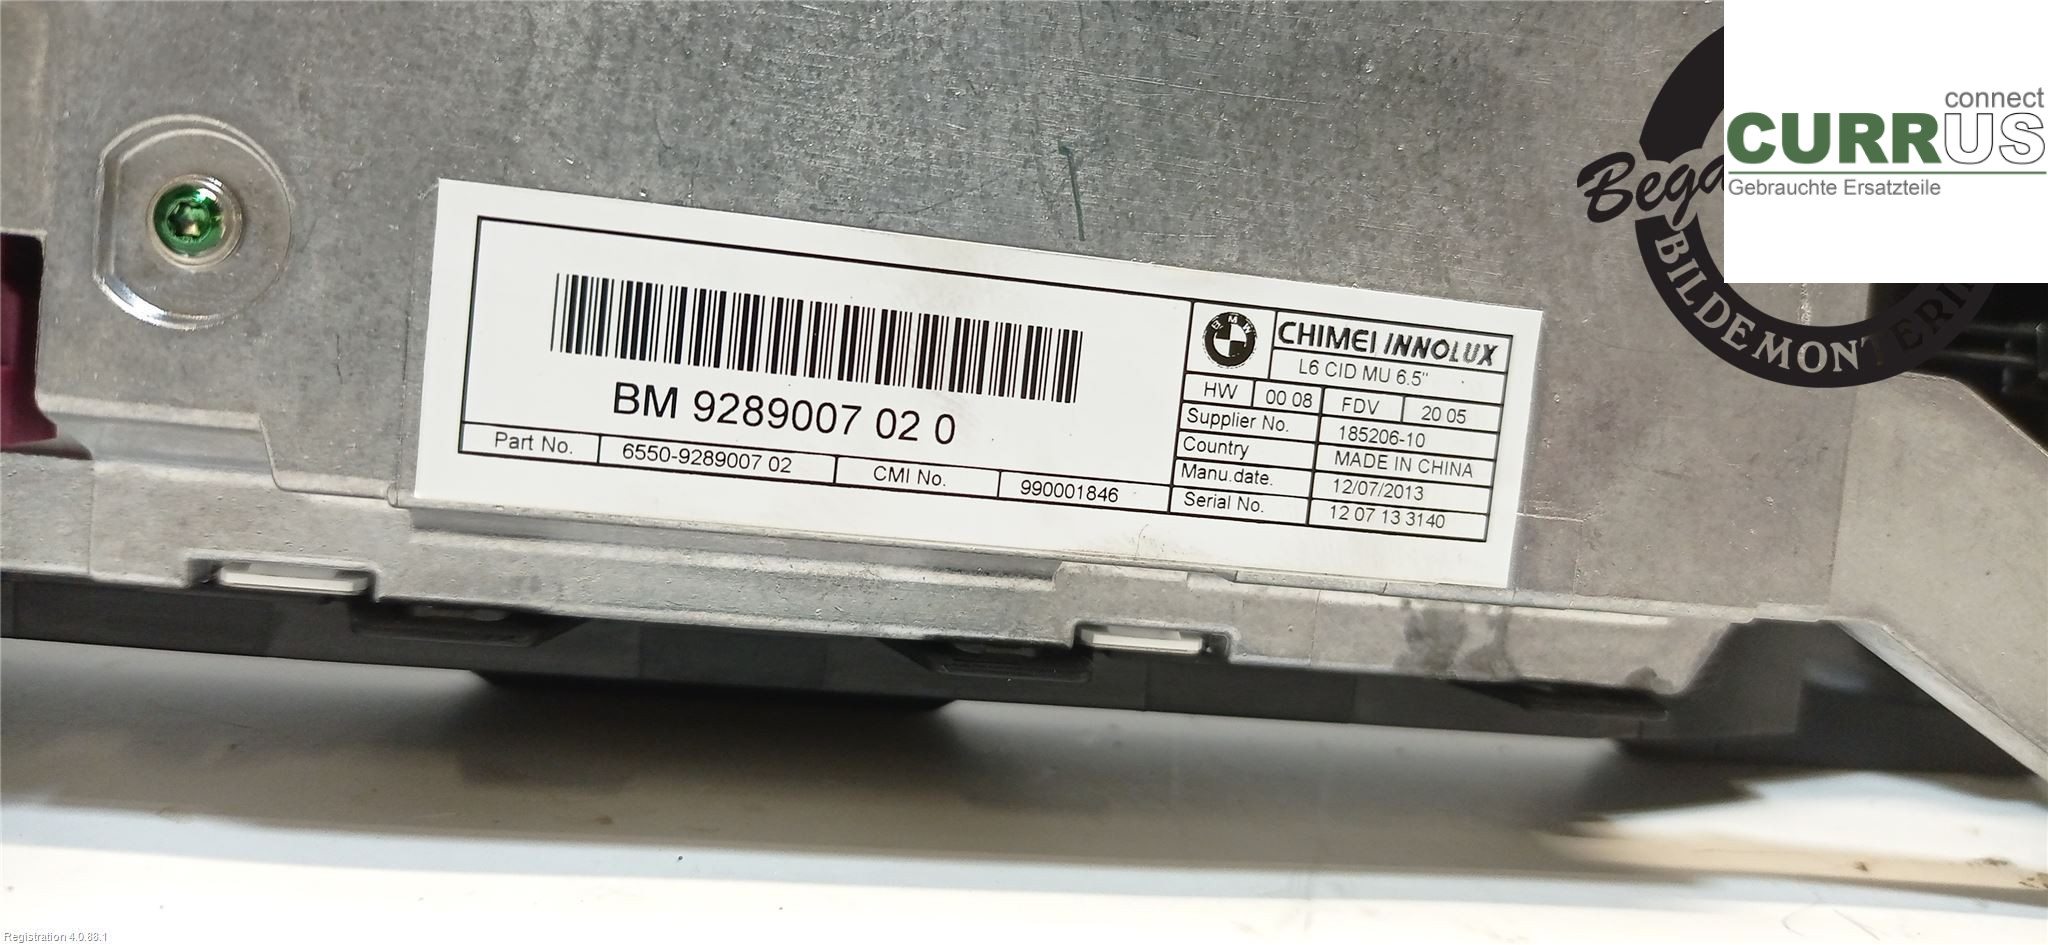 connect
CURRUS
Gebrauchte Ersatzteile
BILDEMONTERIN
BM 9289007 02 0
Part No. 6550-9289007 02 CMI No. 990001846
BMW
CHIMEI INNOLUX
L6 CID MU 6.5"
HW 00 08 FDV 20 05
Supplier No. 185206-10
Country MADE IN CHINA
Manu.date. 12/07/2013
Serial No. 12 07 13 3140
Registration 4.0.88.1